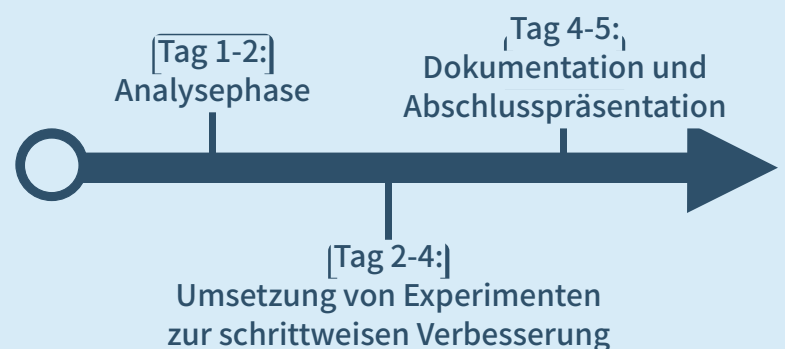 Tag 1-2:
Analysephase
Tag 4-5:
Dokumentation und
Abschlusspräsentation
Tag 2-4:
Umsetzung von Experimenten
zur schrittweisen Verbesserung